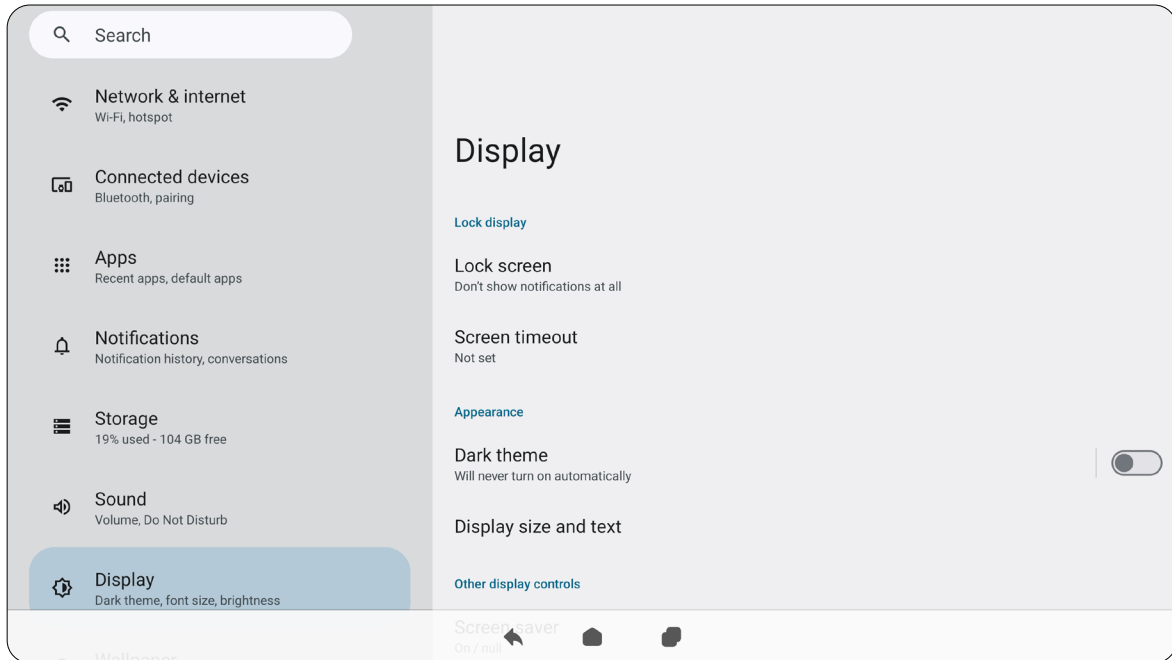 Search
Network & internet
Wi-Fi, hotspot
Connected devices
Bluetooth, pairing
Apps
Recent apps, default apps
Notifications
Notification history, conversations
Storage
19% used - 104 GB free
Sound
Volume, Do Not Disturb
Display
Dark theme, font size, brightness
Wallpaper
Display
Lock display
Lock screen
Don't show notifications at all
Screen timeout
Not set
Appearance
Dark theme
Will never turn on automatically
Display size and text
Other display controls
Screen saver
On / null